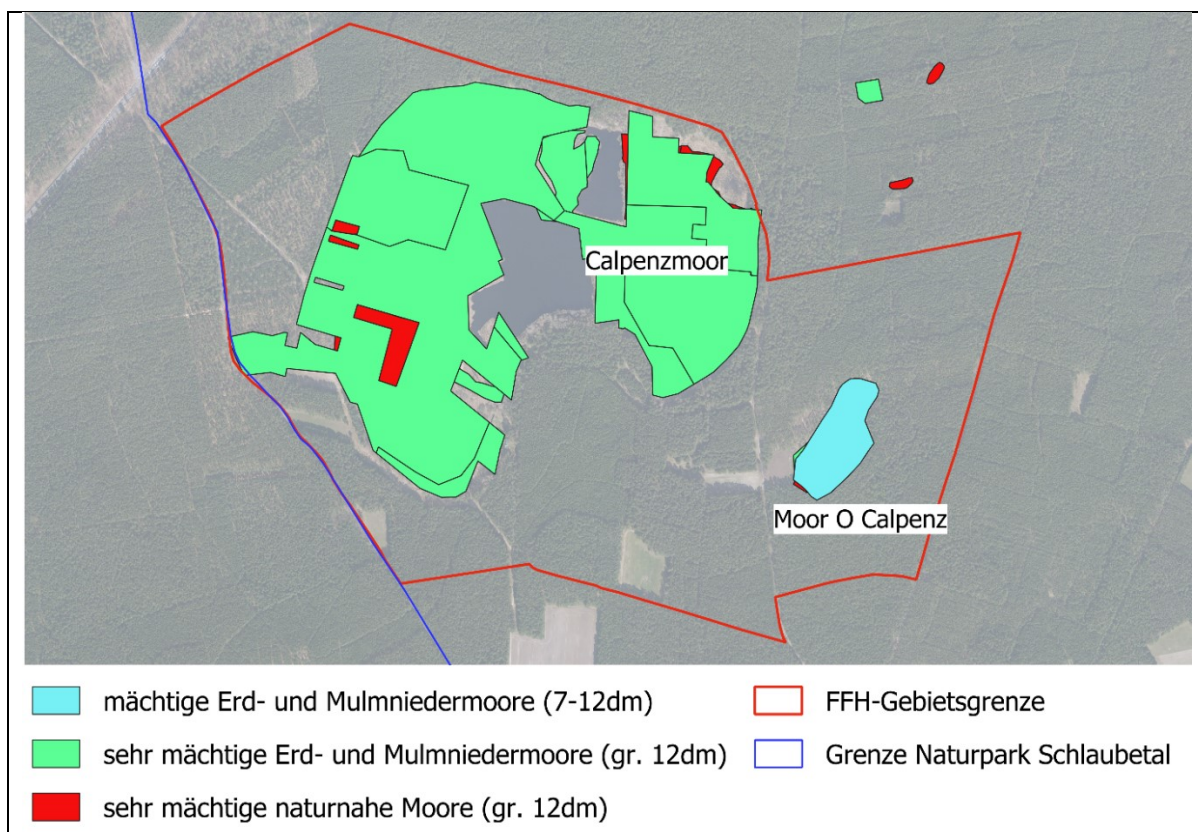 Calpenzmoor
Moor O Calpenz
mächtige Erd- und Mulmniedermoore (7-12dm)
sehr mächtige Erd- und Mulmniedermoore (gr. 12dm)
sehr mächtige naturnahe Moore (gr. 12dm)
FFH-Gebietsgrenze
Grenze Naturpark Schlaubetal